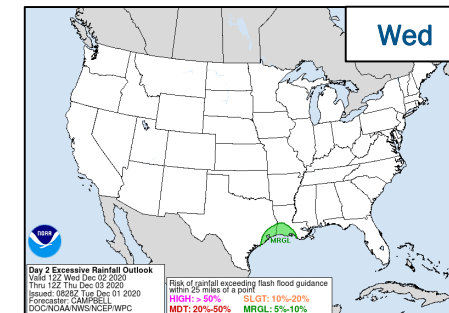 Wed
MRGL
NOAA
Day 2 Excessive Rainfall Outlook
Valid 12Z Wed Dec 02 2020
Thru 12Z Thu Dec 03 2020
Issued: 0828Z Tue Dec 01 2020
Forecaster: CAMPBELL
DOC/NOAA/NWS/NCEP/WPC
Risk of rainfall exceeding flash flood guidance
within 25 miles of a point
HIGH: > 50% SLGT: 10%-20%
MDT: 20%-50% MRGL: 5%-10%